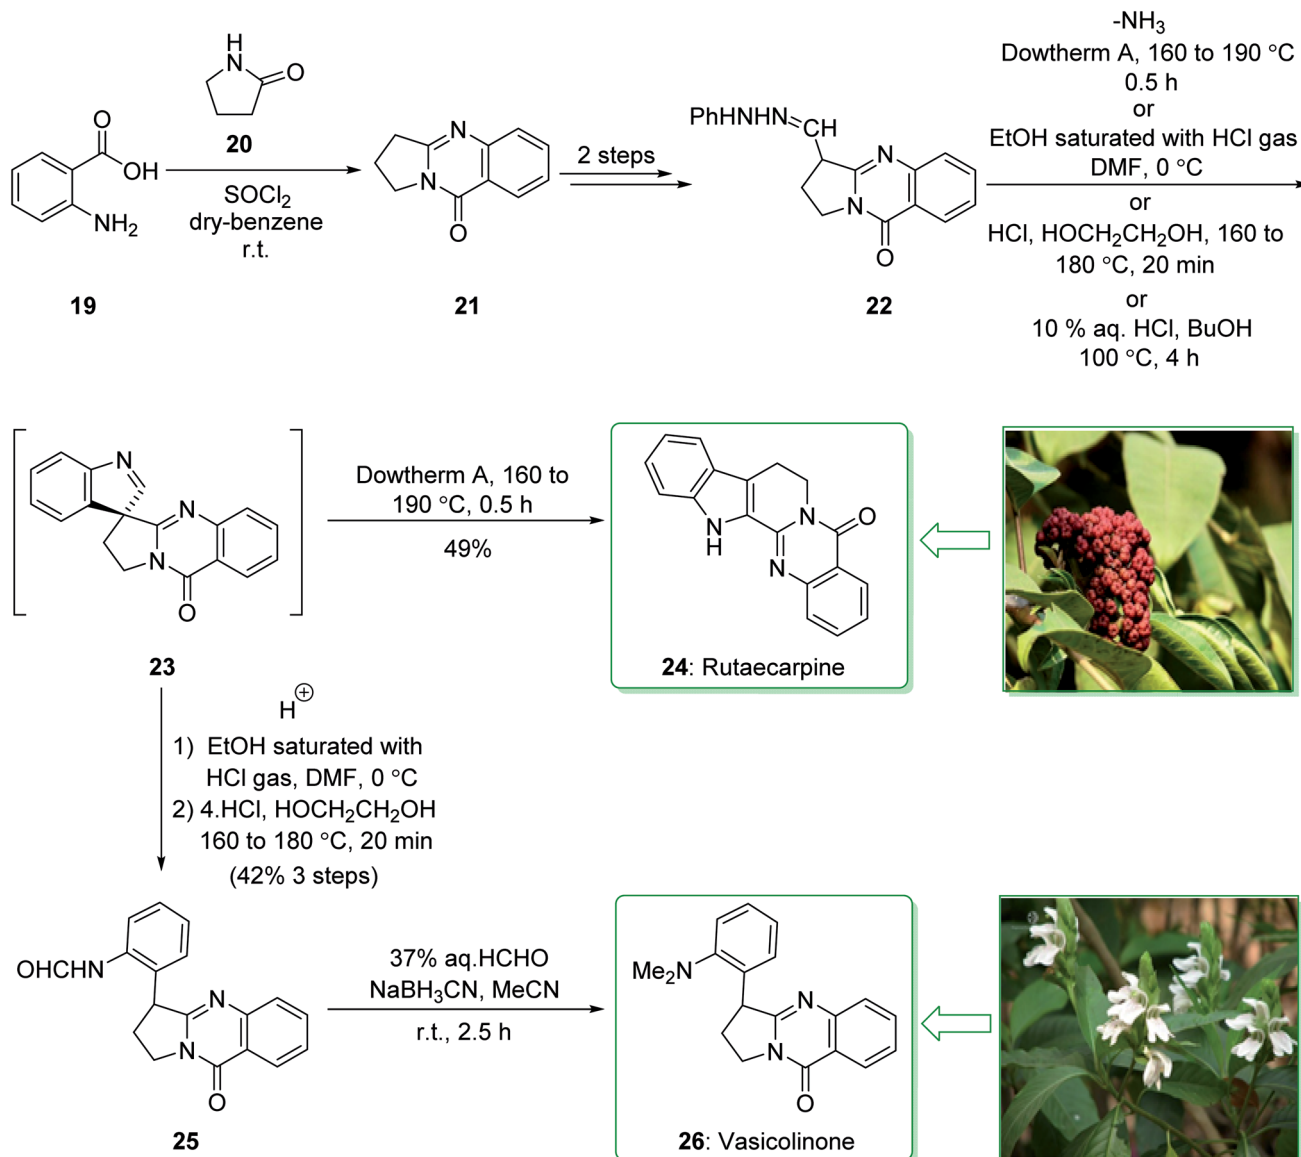 H
N
O
20
O
OH
NH2
19
SOCl2
dry-benzene
r.t.
N
N
O
21
2 steps
PhHNHN=CH
N
N
O
22
-NH3
Dowtherm A, 160 to 190 °C
0.5 h
or
EtOH saturated with HCl gas
DMF, 0 °C
or
HCl, HOCH2CH2OH, 160 to
180 °C, 20 min
or
10 % aq. HCl, BuOH
100 °C, 4 h
N
N
N
O
23
Dowtherm A, 160 to
190 °C, 0.5 h
49%
N
H
N
O
N
24: Rutaecarpine
H⊕
1) EtOH saturated with
HCl gas, DMF, 0 °C
2) 4.HCl, HOCH2CH2OH
160 to 180 °C, 20 min
(42% 3 steps)
OHCHN
N
N
O
25
37% aq.HCHO
NaBH3CN, MeCN
r.t., 2.5 h
Me2N
N
N
O
26: Vasicolinone